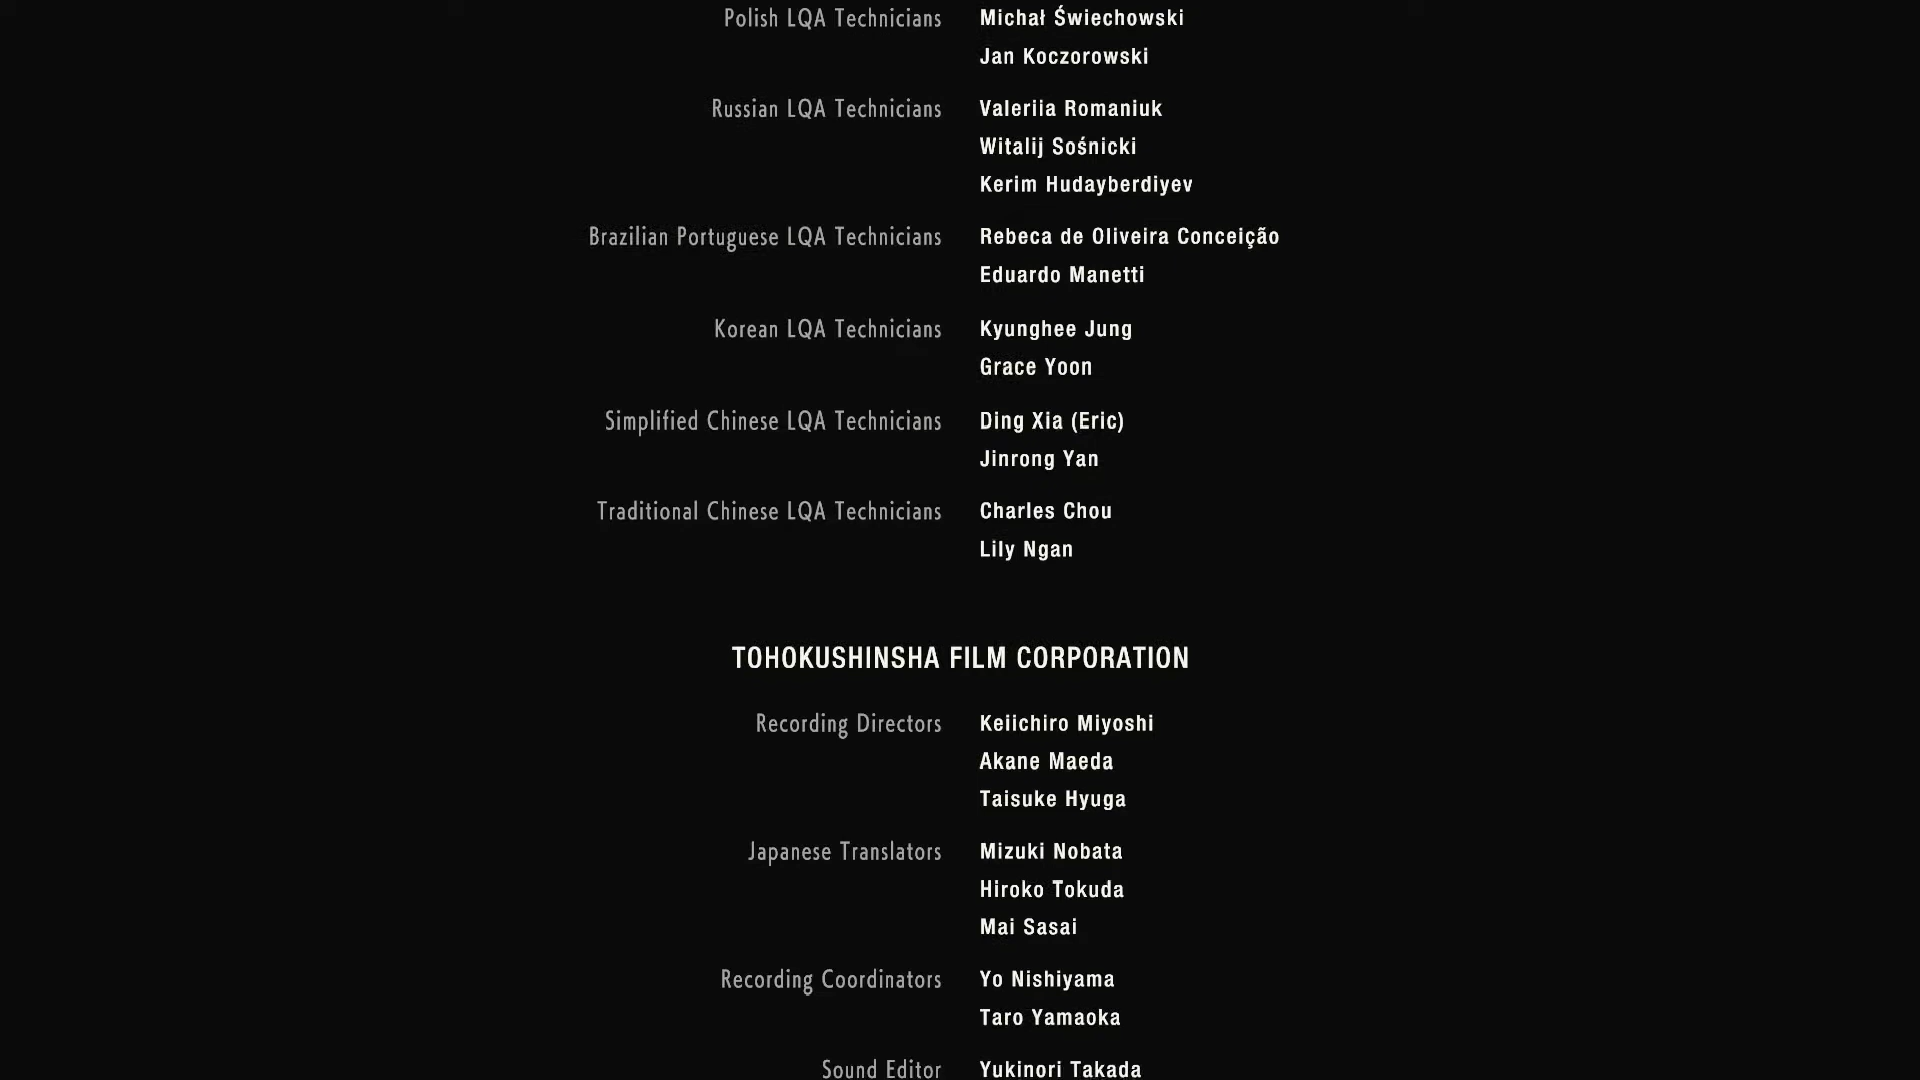 Polish LQA Technicians Michał Świechowski
Jan Koczorowski
Russian LQA Technicians Valeriia Romaniuk
Witalij Sośnicki
Kerim Hudayberdiyev
Brazilian Portuguese LQA Technicians Rebeca de Oliveira Conceição
Eduardo Manetti
Korean LQA Technicians Kyunghee Jung
Grace Yoon
Simplified Chinese LQA Technicians Ding Xia (Eric)
Jinrong Yan
Traditional Chinese LQA Technicians Charles Chou
Lily Ngan
TOHOKUSHINSHA FILM CORPORATION
Recording Directors Keiichiro Miyoshi
Akane Maeda
Taisuke Hyuga
Japanese Translators Mizuki Nobata
Hiroko Tokuda
Mai Sasai
Recording Coordinators Yo Nishiyama
Taro Yamaoka
Sound Editor Yukinori Takada